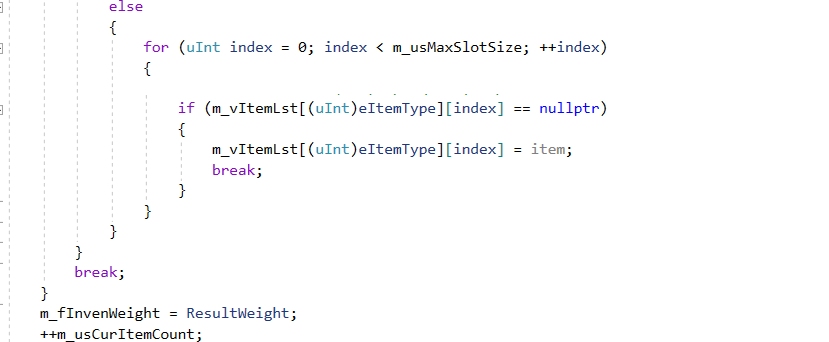 else
{
for (uInt index = 0; index < m_usMaxSlotSize; ++index)
{
if (m_vItemLst[(uInt)eItemType][index] == nullptr)
{
m_vItemLst[(uInt)eItemType][index] = item;
break;
}
}
}
}
break;
}
m_fInvenWeight = ResultWeight;
++m_usCurItemCount;